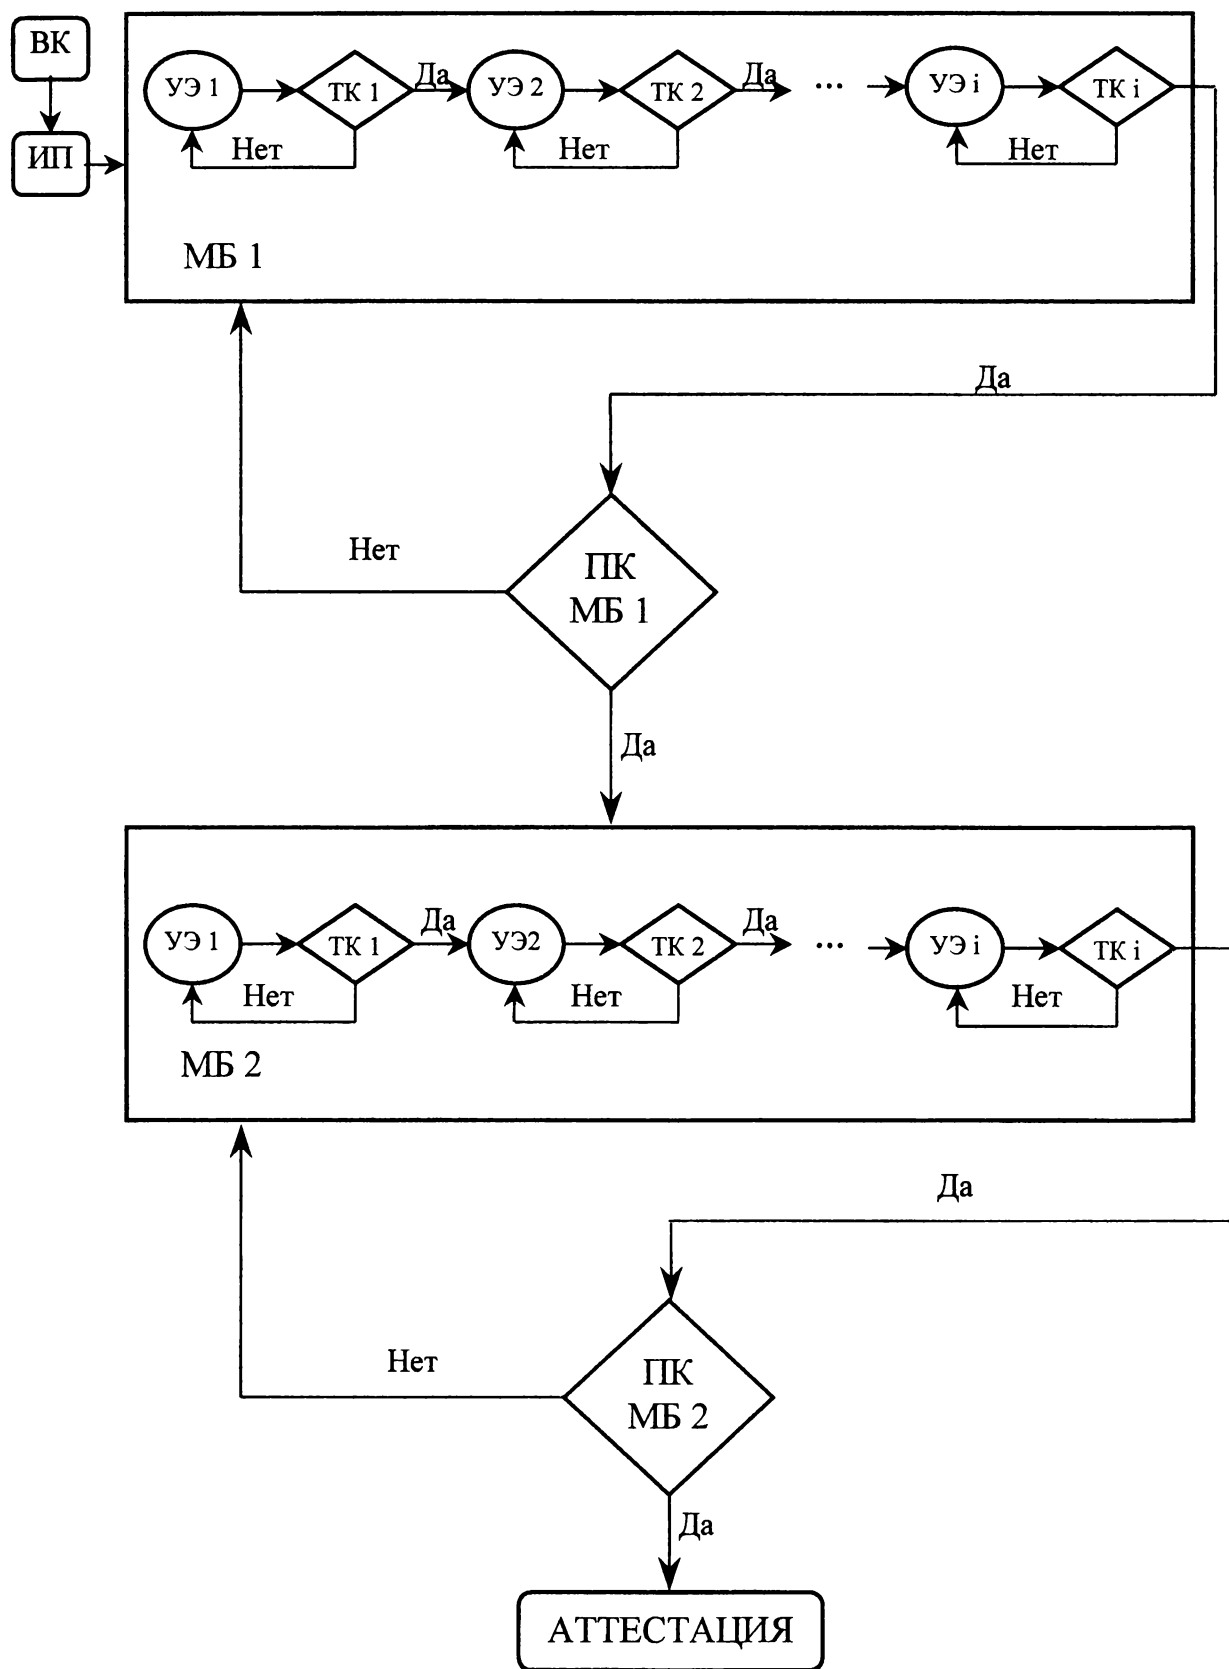 ВК
ИП
УЭ 1
ТК 1
Да
УЭ 2
ТК 2
Да
...
УЭ i
ТК i
Нет
Нет
Нет
МБ 1
Да
Нет
ПК
МБ 1
Да
УЭ 1
ТК 1
Да
УЭ2
ТК 2
Да
...
УЭ i
ТК i
Нет
Нет
Нет
МБ 2
Да
Нет
ПК
МБ 2
Да
АТТЕСТАЦИЯ